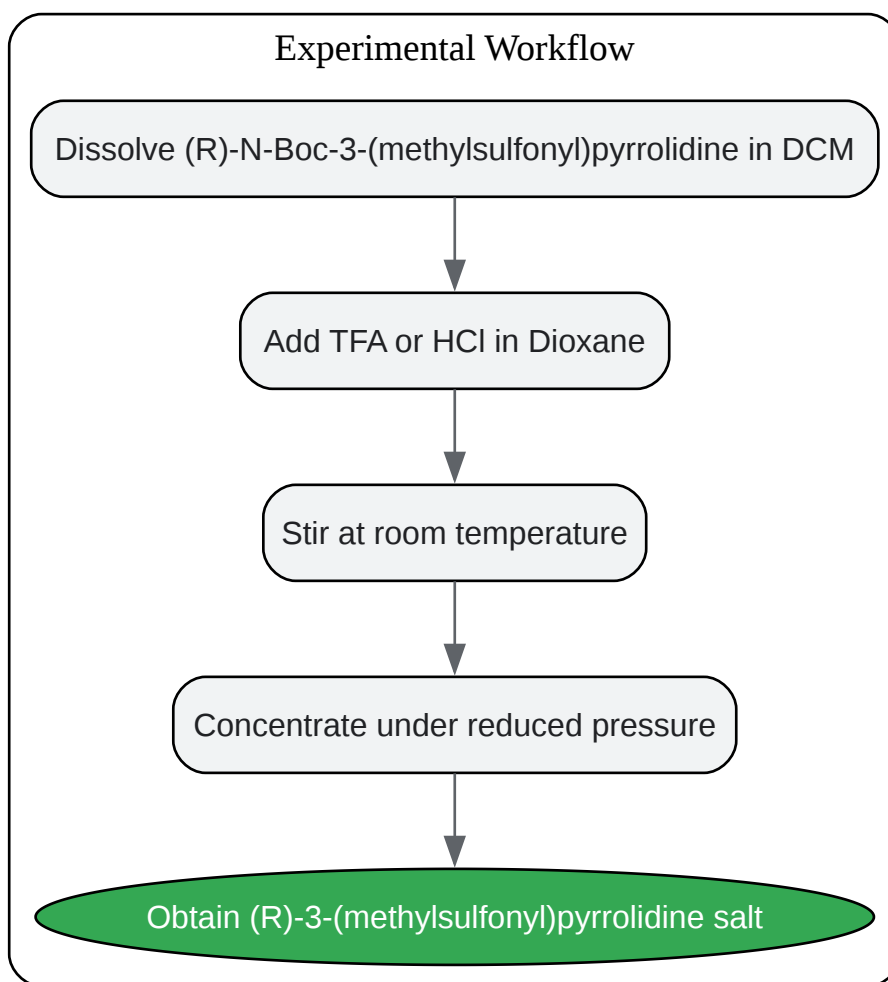 Experimental Workflow
Dissolve (R)-N-Boc-3-(methylsulfonyl)pyrrolidine in DCM
Add TFA or HCl in Dioxane
Stir at room temperature
Concentrate under reduced pressure
Obtain (R)-3-(methylsulfonyl)pyrrolidine salt